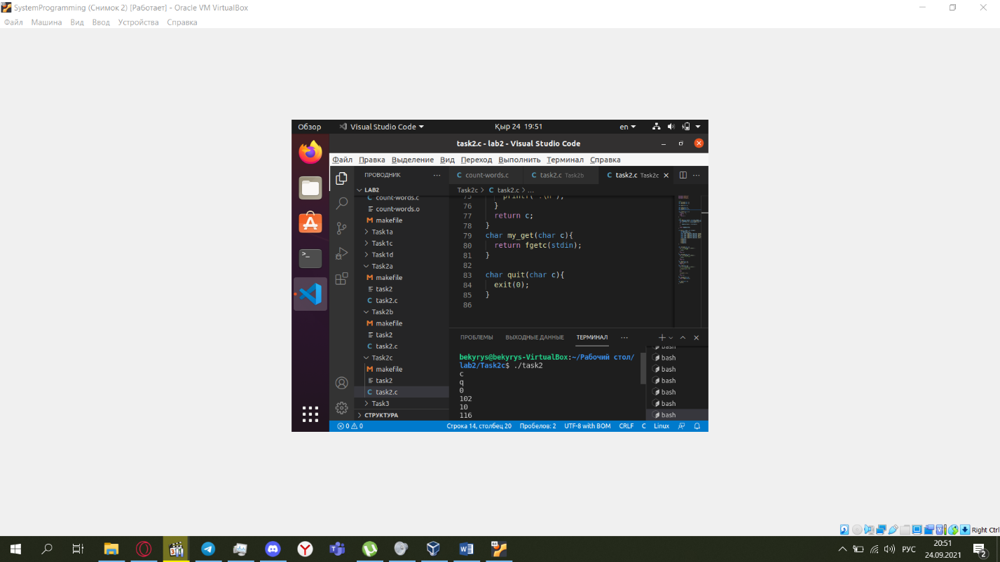 SystemProgramming (Снимок 2) [Работает] - Oracle VM VirtualBox
Файл Машина Вид Ввод Устройства Справка
Обзор Visual Studio Code Қыр 24 19:51 en
task2.c - lab2 - Visual Studio Code
Файл Правка Выделение Вид Переход Выполнить Терминал Справка
ПРОВОДНИК ···
LAB2
count-words.c
count-words.o
makefile
Task1a
Task1c
Task1d
Task2a
makefile
task2
task2.c
Task2b
makefile
task2
task2.c
Task2c
makefile
task2
task2.c
Task3
СТРУКТУРА
count-words.c task2.c Task2b task2.c Task2c
Task2c > task2.c > ...
75 printf(".\n");
76 }
77 return c;
78 }
79 char my_get(char c){
80 return fgetc(stdin);
81 }
82
83 char quit(char c){
84 exit(0);
85 }
86
ПРОБЛЕМЫ ВЫХОДНЫЕ ДАННЫЕ ТЕРМИНАЛ ···
bekyrys@bekyrys-VirtualBox:~/Рабочий стол/
lab2/Task2c$ ./task2
c
q
0
102
10
116
bash
bash
bash
bash
bash
bash
bash
0 0 Строка 14, столбец 20 Пробелов: 2 UTF-8 with BOM CRLF C Linux
Right Ctrl
РУС 20:51
24.09.2021
2